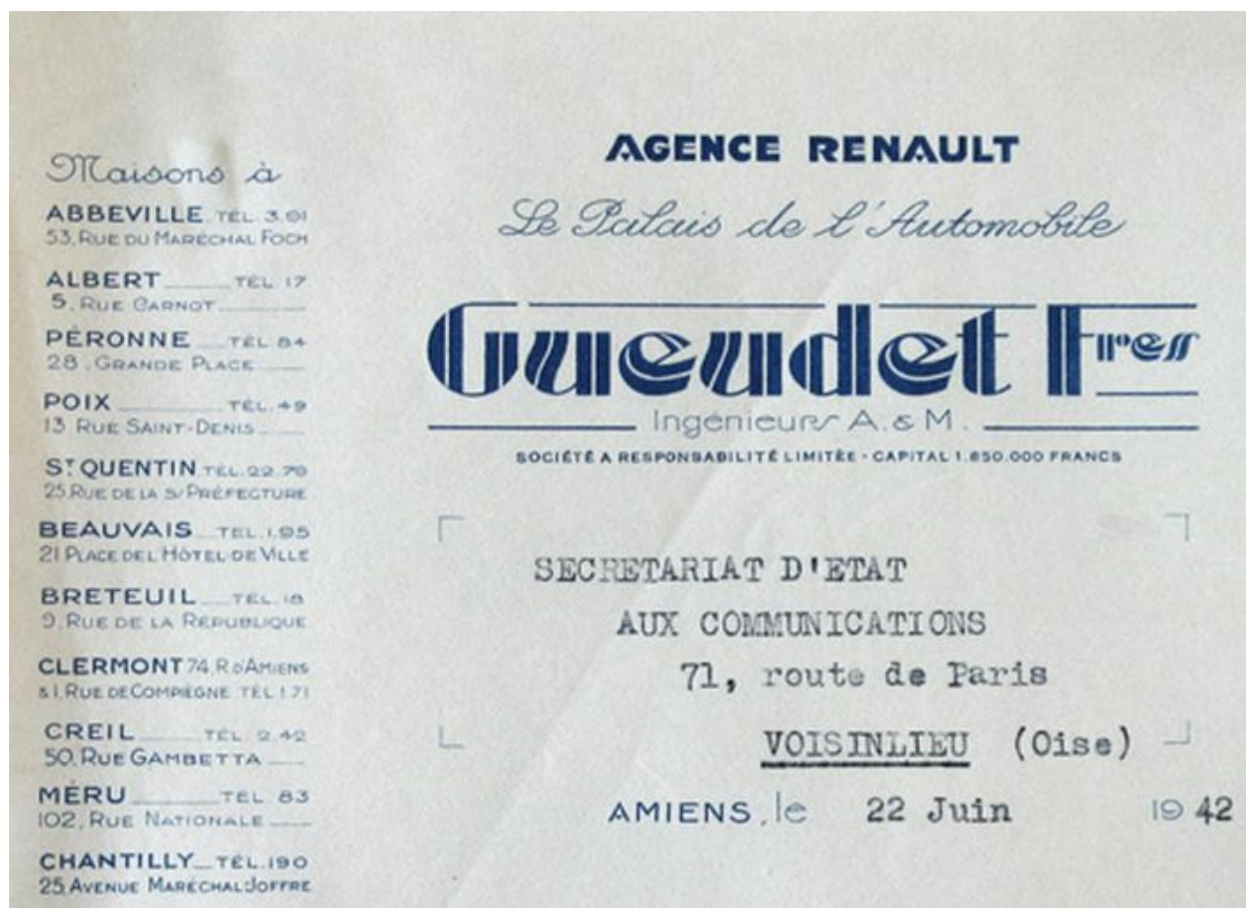 Maisons à
ABBEVILLE TÉL. 3.01
53, RUE DU MARÉCHAL FOCH
ALBERT TÉL 17
5, RUE CARNOT
PÉRONNE TÉL 84
28, GRANDE PLACE
POIX TÉL. 49
13 RUE SAINT-DENIS
ST QUENTIN TÉL. 22.79
25, RUE DE LA S/ PRÉFECTURE
BEAUVAIS TÉL. 1.95
21 PLACE DE L'HÔTEL-DE VILLE
BRETEUIL TÉL. 18
9, RUE DE LA RÉPUBLIQUE
CLERMONT 74, R. D'AMIENS
& 1, RUE DE COMPIÈGNE TÉL 1.71
CREIL TÉL. 2.42
50, RUE GAMBETTA
MÉRU TÉL 83
102, RUE NATIONALE
CHANTILLY TÉL. 190
25 AVENUE MARÉCHAL JOFFRE
AGENCE RENAULT
Le Palais de l'Automobile
Gueudet Fres
Ingénieurs A. & M.
SOCIÉTÉ A RESPONSABILITÉ LIMITÉE - CAPITAL 1.850.000 FRANCS
SECRETARIAT D'ETAT
AUX COMMUNICATIONS
71, route de Paris
VOISINLIEU (Oise)
AMIENS, le 22 Juin 1942